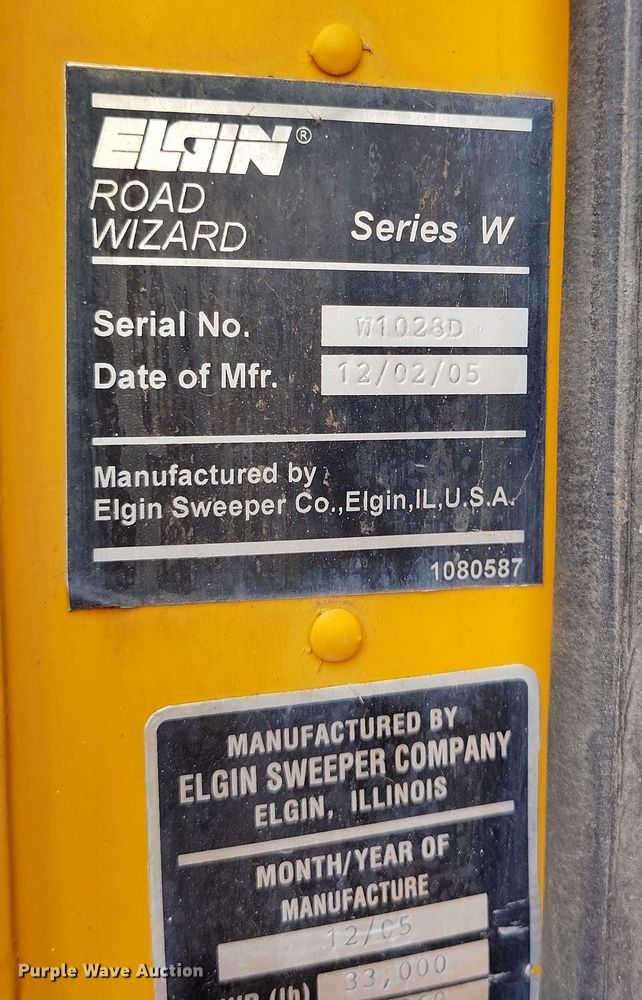 ELGIN®
ROAD
WIZARD Series W
Serial No. W1028D
Date of Mfr. 12/02/05
Manufactured by
Elgin Sweeper Co.,Elgin,IL,U.S.A.
1080587
MANUFACTURED BY
ELGIN SWEEPER COMPANY
ELGIN, ILLINOIS
MONTH/YEAR OF
MANUFACTURE
12/05
(lb) 33,000
Purple Wave Auction